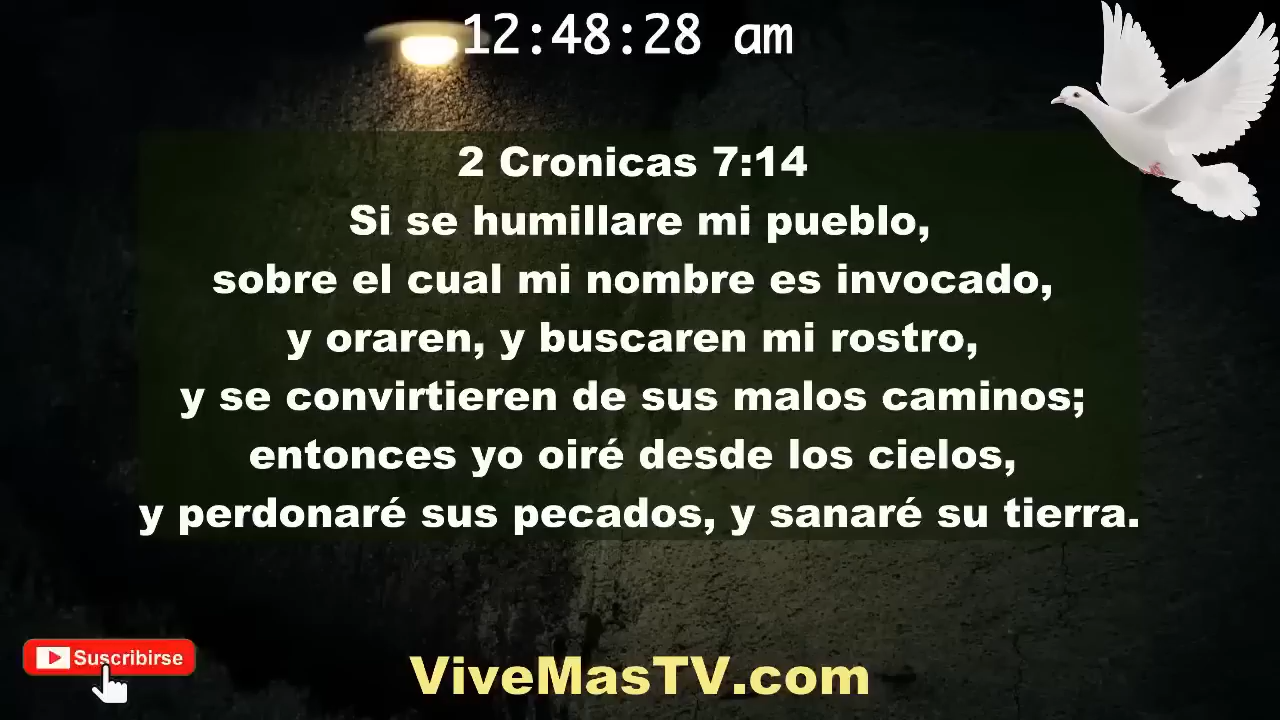 12:48:28 am
2 Cronicas 7:14
Si se humillare mi pueblo,
sobre el cual mi nombre es invocado,
y oraren, y buscaren mi rostro,
y se convirtieren de sus malos caminos;
entonces yo oiré desde los cielos,
y perdonaré sus pecados, y sanaré su tierra.
Suscribirse
ViveMasTV.com